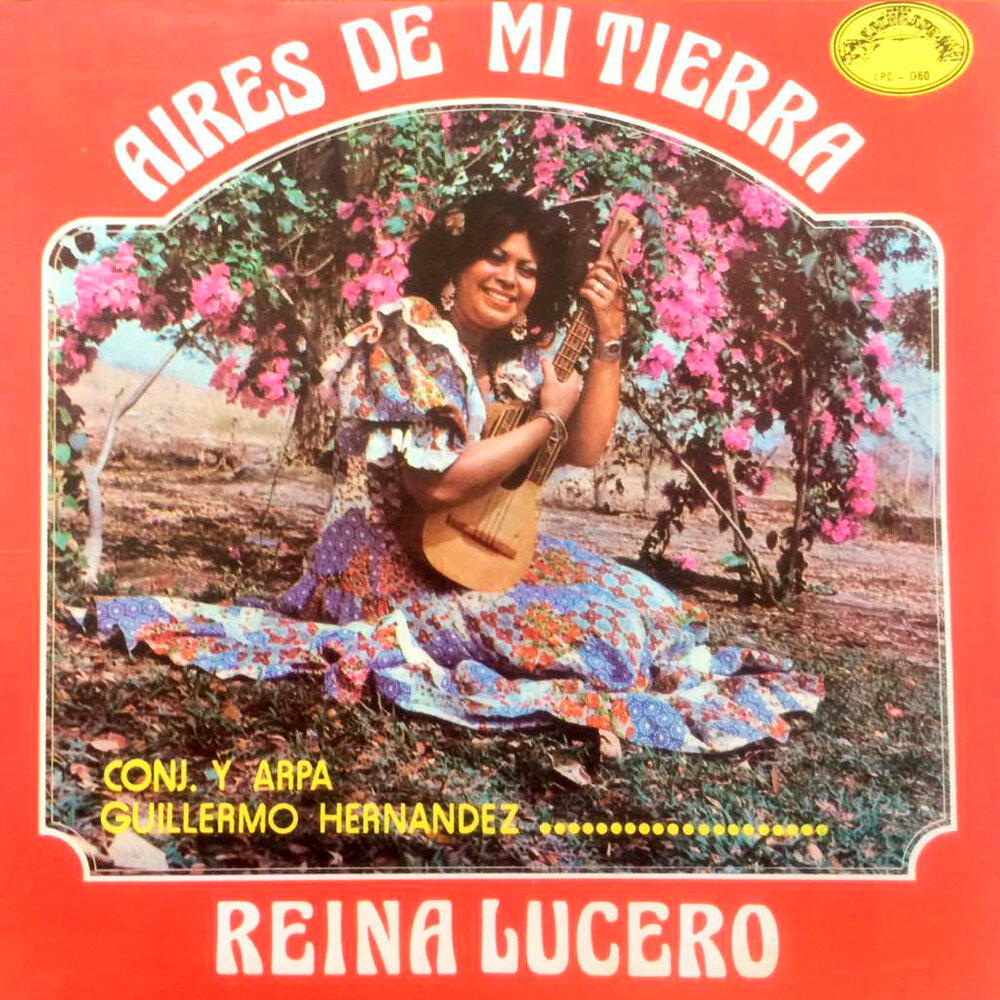 AIRES DE MI TIERRA
LPC - 060
CONJ. Y ARPA
GUILLERMO HERNANDEZ ......................
REINA LUCERO